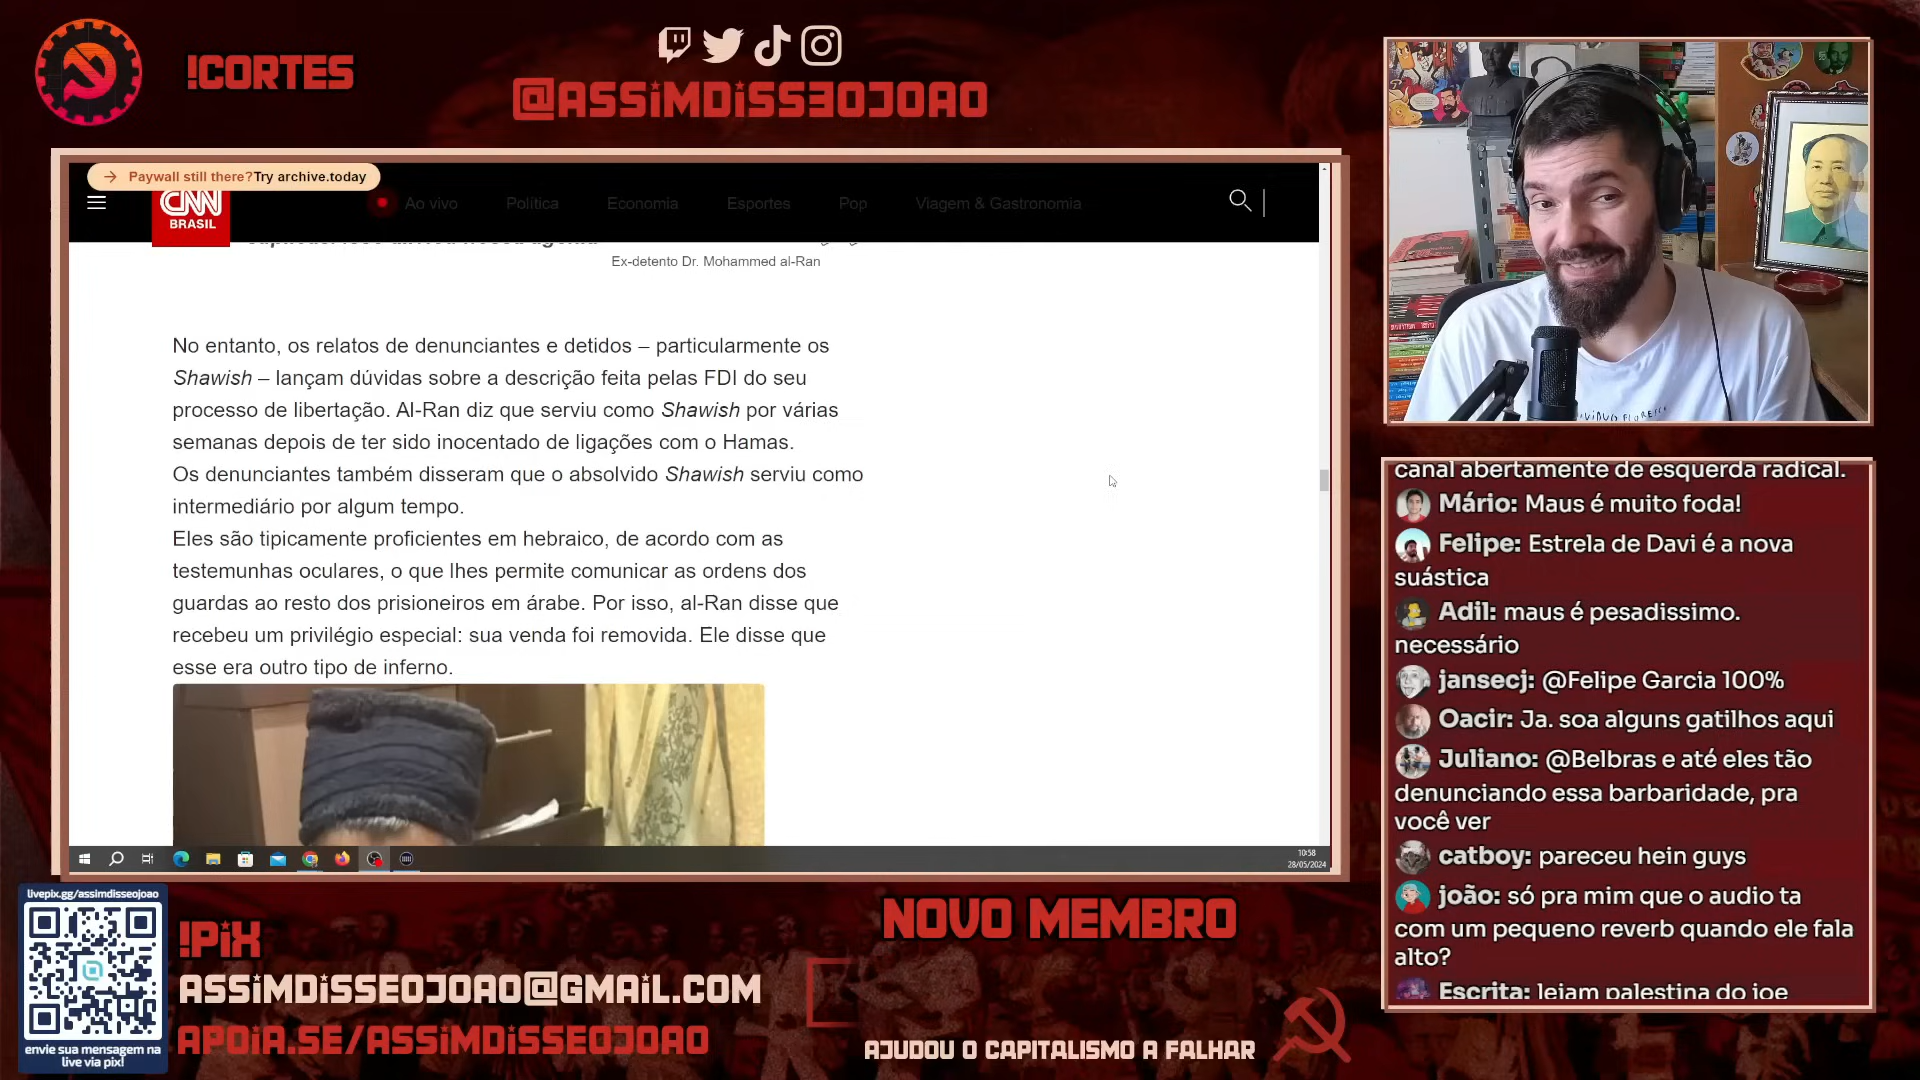 !CORTES
@ASSIMDISSEOJOAO
Paywall still there? Try archive.today
CNN
BRASIL
Ao vivo
Política
Economia
Esportes
Pop
Viagem & Gastronomia
Ex-detento Dr. Mohammed al-Ran
No entanto, os relatos de denunciantes e detidos – particularmente os
Shawish – lançam dúvidas sobre a descrição feita pelas FDI do seu
processo de libertação. Al-Ran diz que serviu como Shawish por várias
semanas depois de ter sido inocentado de ligações com o Hamas.
Os denunciantes também disseram que o absolvido Shawish serviu como
intermediário por algum tempo.
Eles são tipicamente proficientes em hebraico, de acordo com as
testemunhas oculares, o que lhes permite comunicar as ordens dos
guardas ao resto dos prisioneiros em árabe. Por isso, al-Ran disse que
recebeu um privilégio especial: sua venda foi removida. Ele disse que
esse era outro tipo de inferno.
10:58
28/05/2024
canal abertamente de esquerda radical.
Mário: Maus é muito foda!
Felipe: Estrela de Davi é a nova
suástica
Adil: maus é pesadissimo.
necessário
jansecj: @Felipe Garcia 100%
Oacir: Ja. soa alguns gatilhos aqui
Juliano: @Belbras e até eles tão
denunciando essa barbaridade, pra
você ver
catboy: pareceu hein guys
joão: só pra mim que o audio ta
com um pequeno reverb quando ele fala
alto?
Escrita: leiam palestina do joe
livepix.gg/assimdisseojoao
envie sua mensagem na
live via pix!
!PIX
ASSIMDISSEOJOAO@GMAIL.COM
APOIA.SE/ASSIMDISSEOJOAO
NOVO MEMBRO
AJUDOU O CAPITALISMO A FALHAR